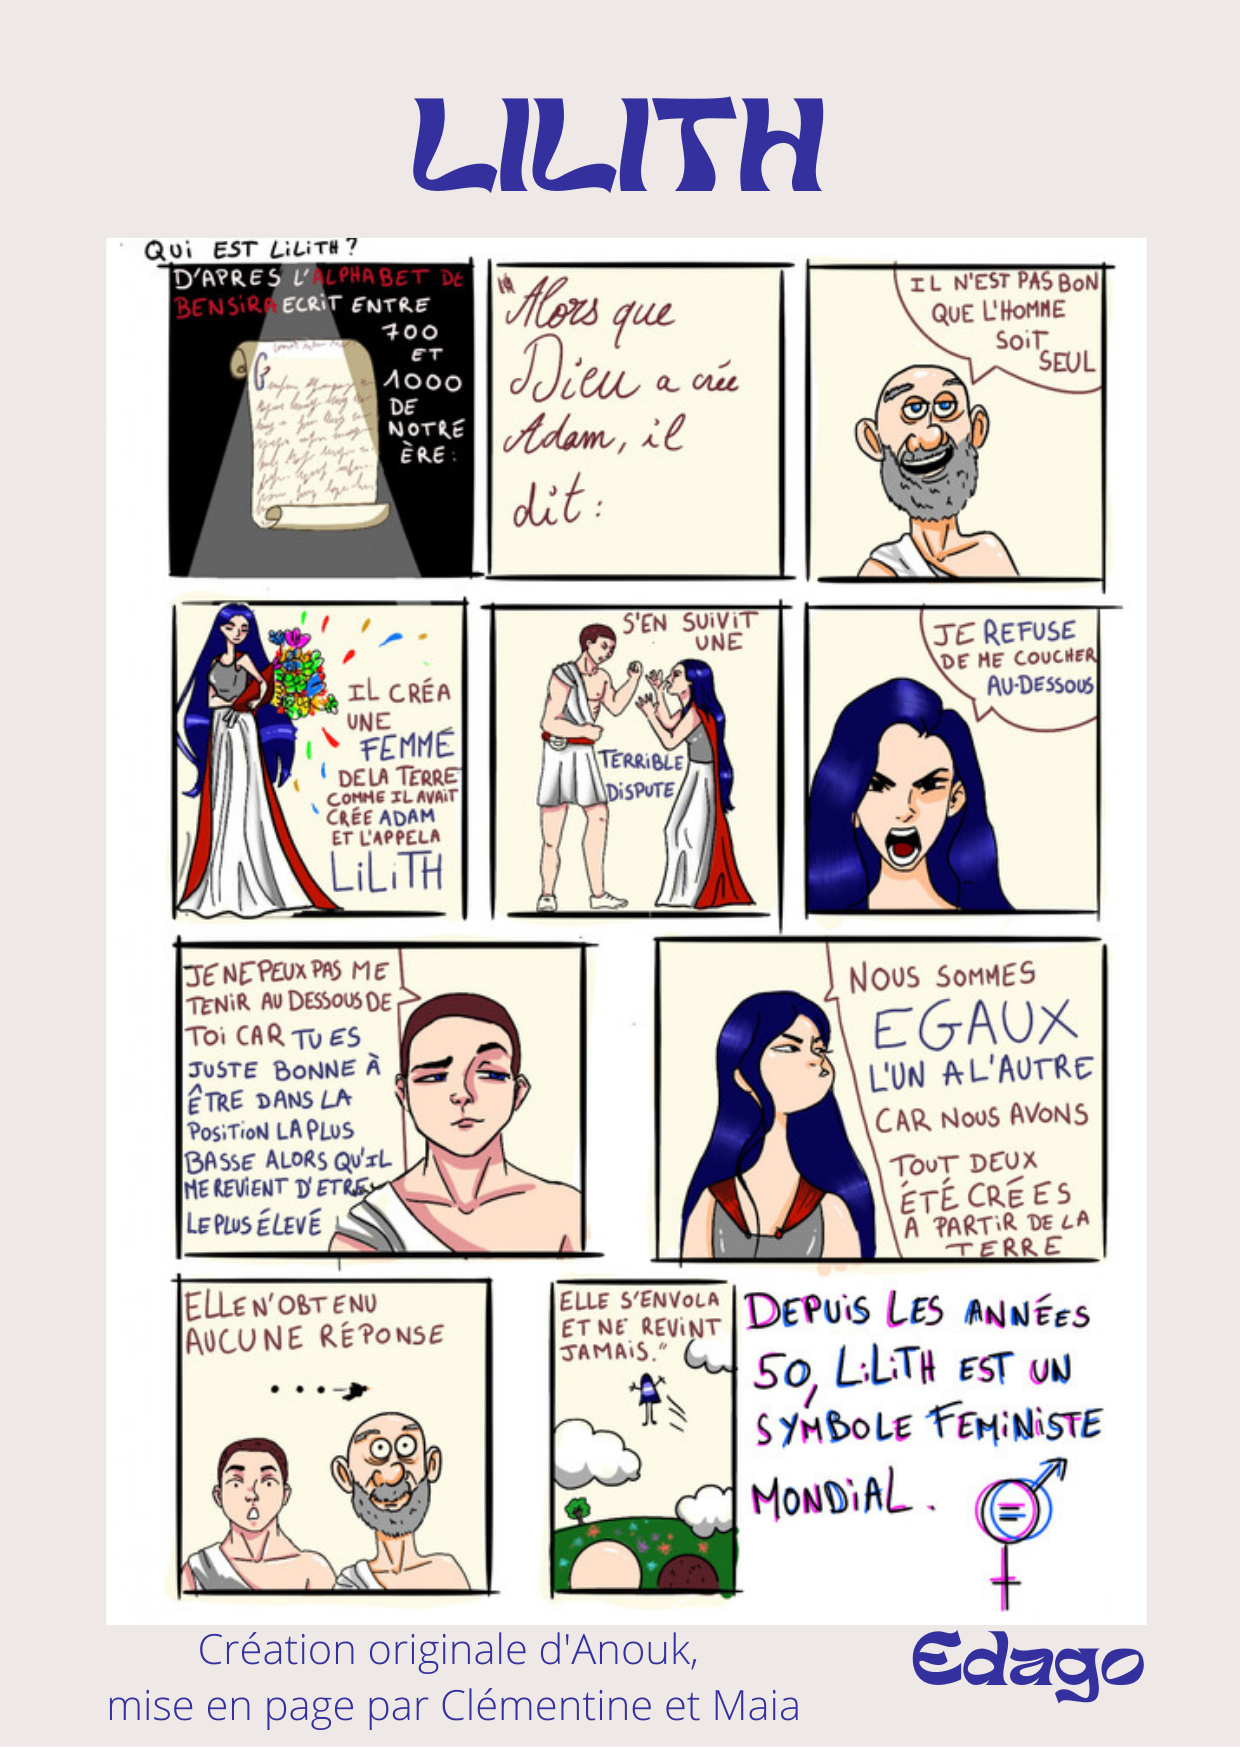 LILITH
QUI EST LILITH?
D'APRES L'ALPHABET DE
BENSIRA ECRIT ENTRE
700
ET
1000
DE
NOTRE
ÈRE:
"Alors que
Dieu a crée
Adam, il
dit:
IL N'EST PAS BON
QUE L'HOMME
SOIT
SEUL
IL CRÉA
UNE
FEMME
DE LA TERRE
COMME IL AVAIT
CRÉE ADAM
ET L'APPELA
LILITH
S'EN SUIVIT
UNE
TERRIBLE
DISPUTE
JE REFUSE
DE ME COUCHER
AU-DESSOUS
JE NE PEUX PAS ME
TENIR AU DESSOUS DE
TOI CAR TU ES
JUSTE BONNE À
ÊTRE DANS LA
POSITION LA PLUS
BASSE ALORS QU'IL
ME REVIENT D'ETRE
LE PLUS ÉLEVÉ
NOUS SOMMES
EGAUX
L'UN A L'AUTRE
CAR NOUS AVONS
TOUT DEUX
ÉTÉ CRÉES
A PARTIR DE LA
TERRE
ELLE N'OBTENU
AUCUNE RÉPONSE
ELLE S'ENVOLA
ET NE REVINT
JAMAIS."
DEPUIS LES ANNÉES
50, LILITH EST UN
SYMBOLE FEMINISTE
MONDIAL.
Création originale d'Anouk,
mise en page par Clémentine et Maia
Edago